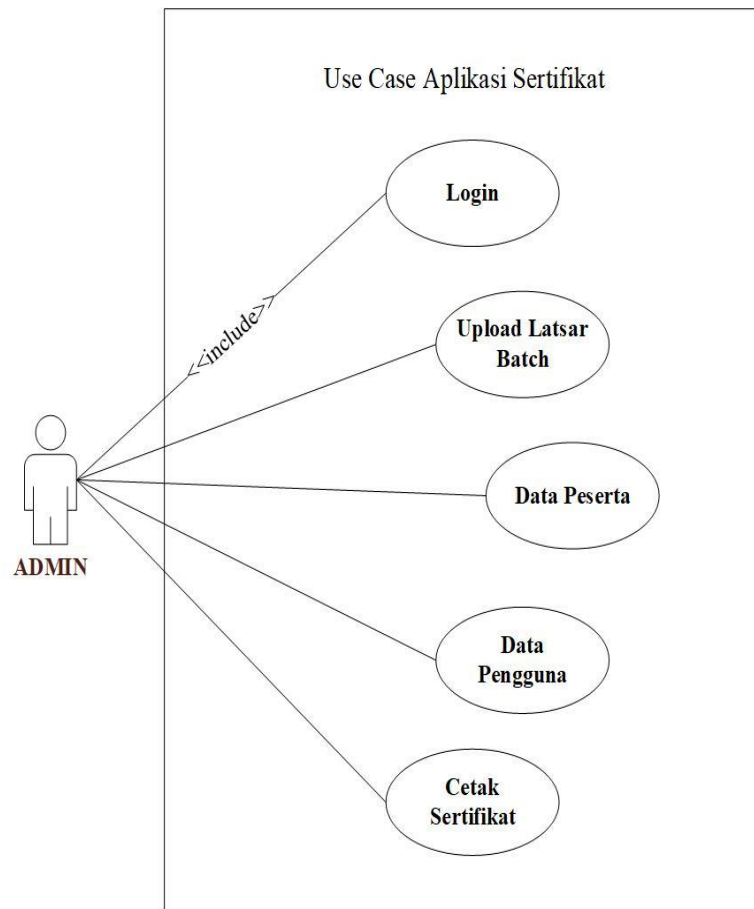 Use Case Aplikasi Sertifikat
Login
<<include>>
Upload Latsar
Batch
Data Peserta
ADMIN
Data
Pengguna
Cetak
Sertifikat